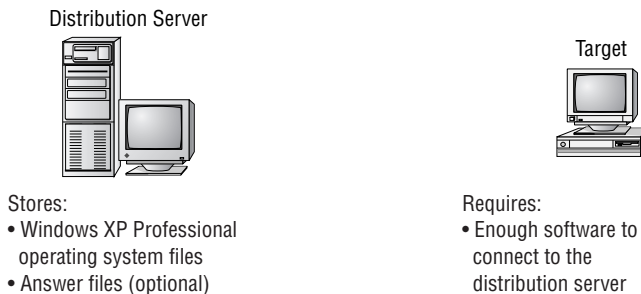 Distribution Server
Stores:
• Windows XP Professional
operating system files
• Answer files (optional)
Target
Requires:
• Enough software to
connect to the
distribution server